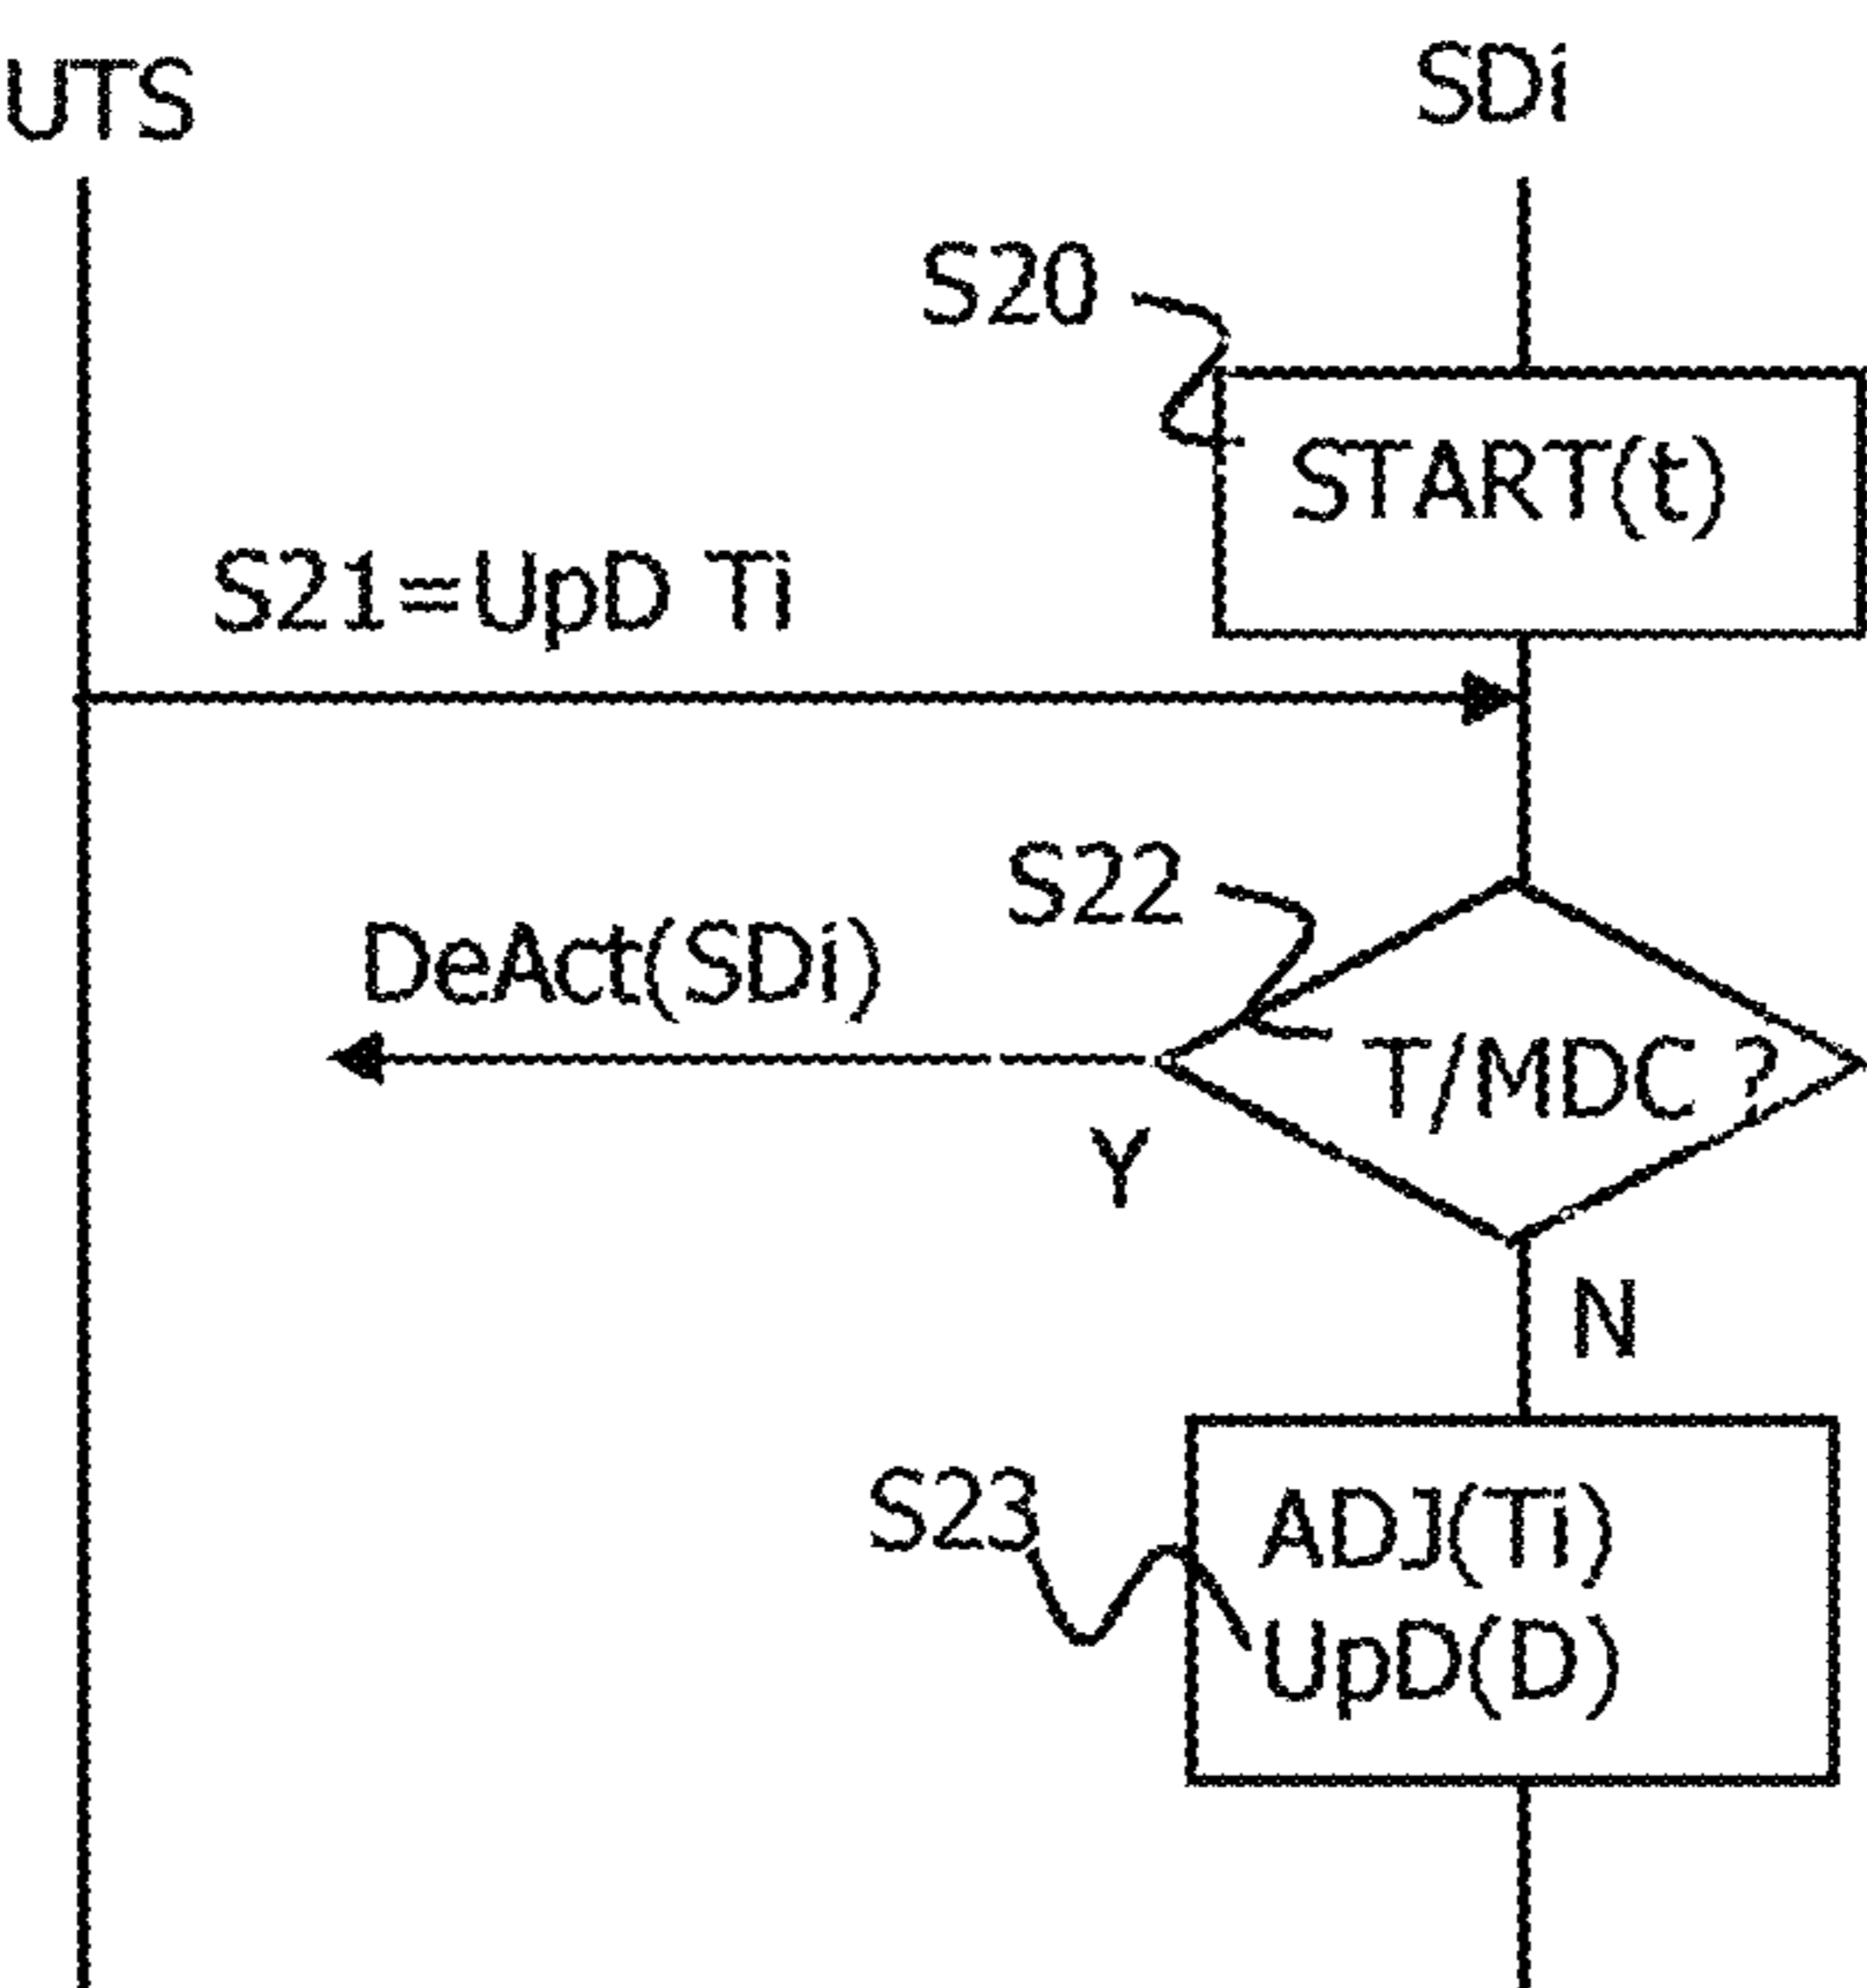 UTS
SDi
S20
START(t)
S21=UpD Ti
S22
DeAct(SDi)
T/MDC ?
Y
N
S23
ADJ(Ti)
UpD(D)